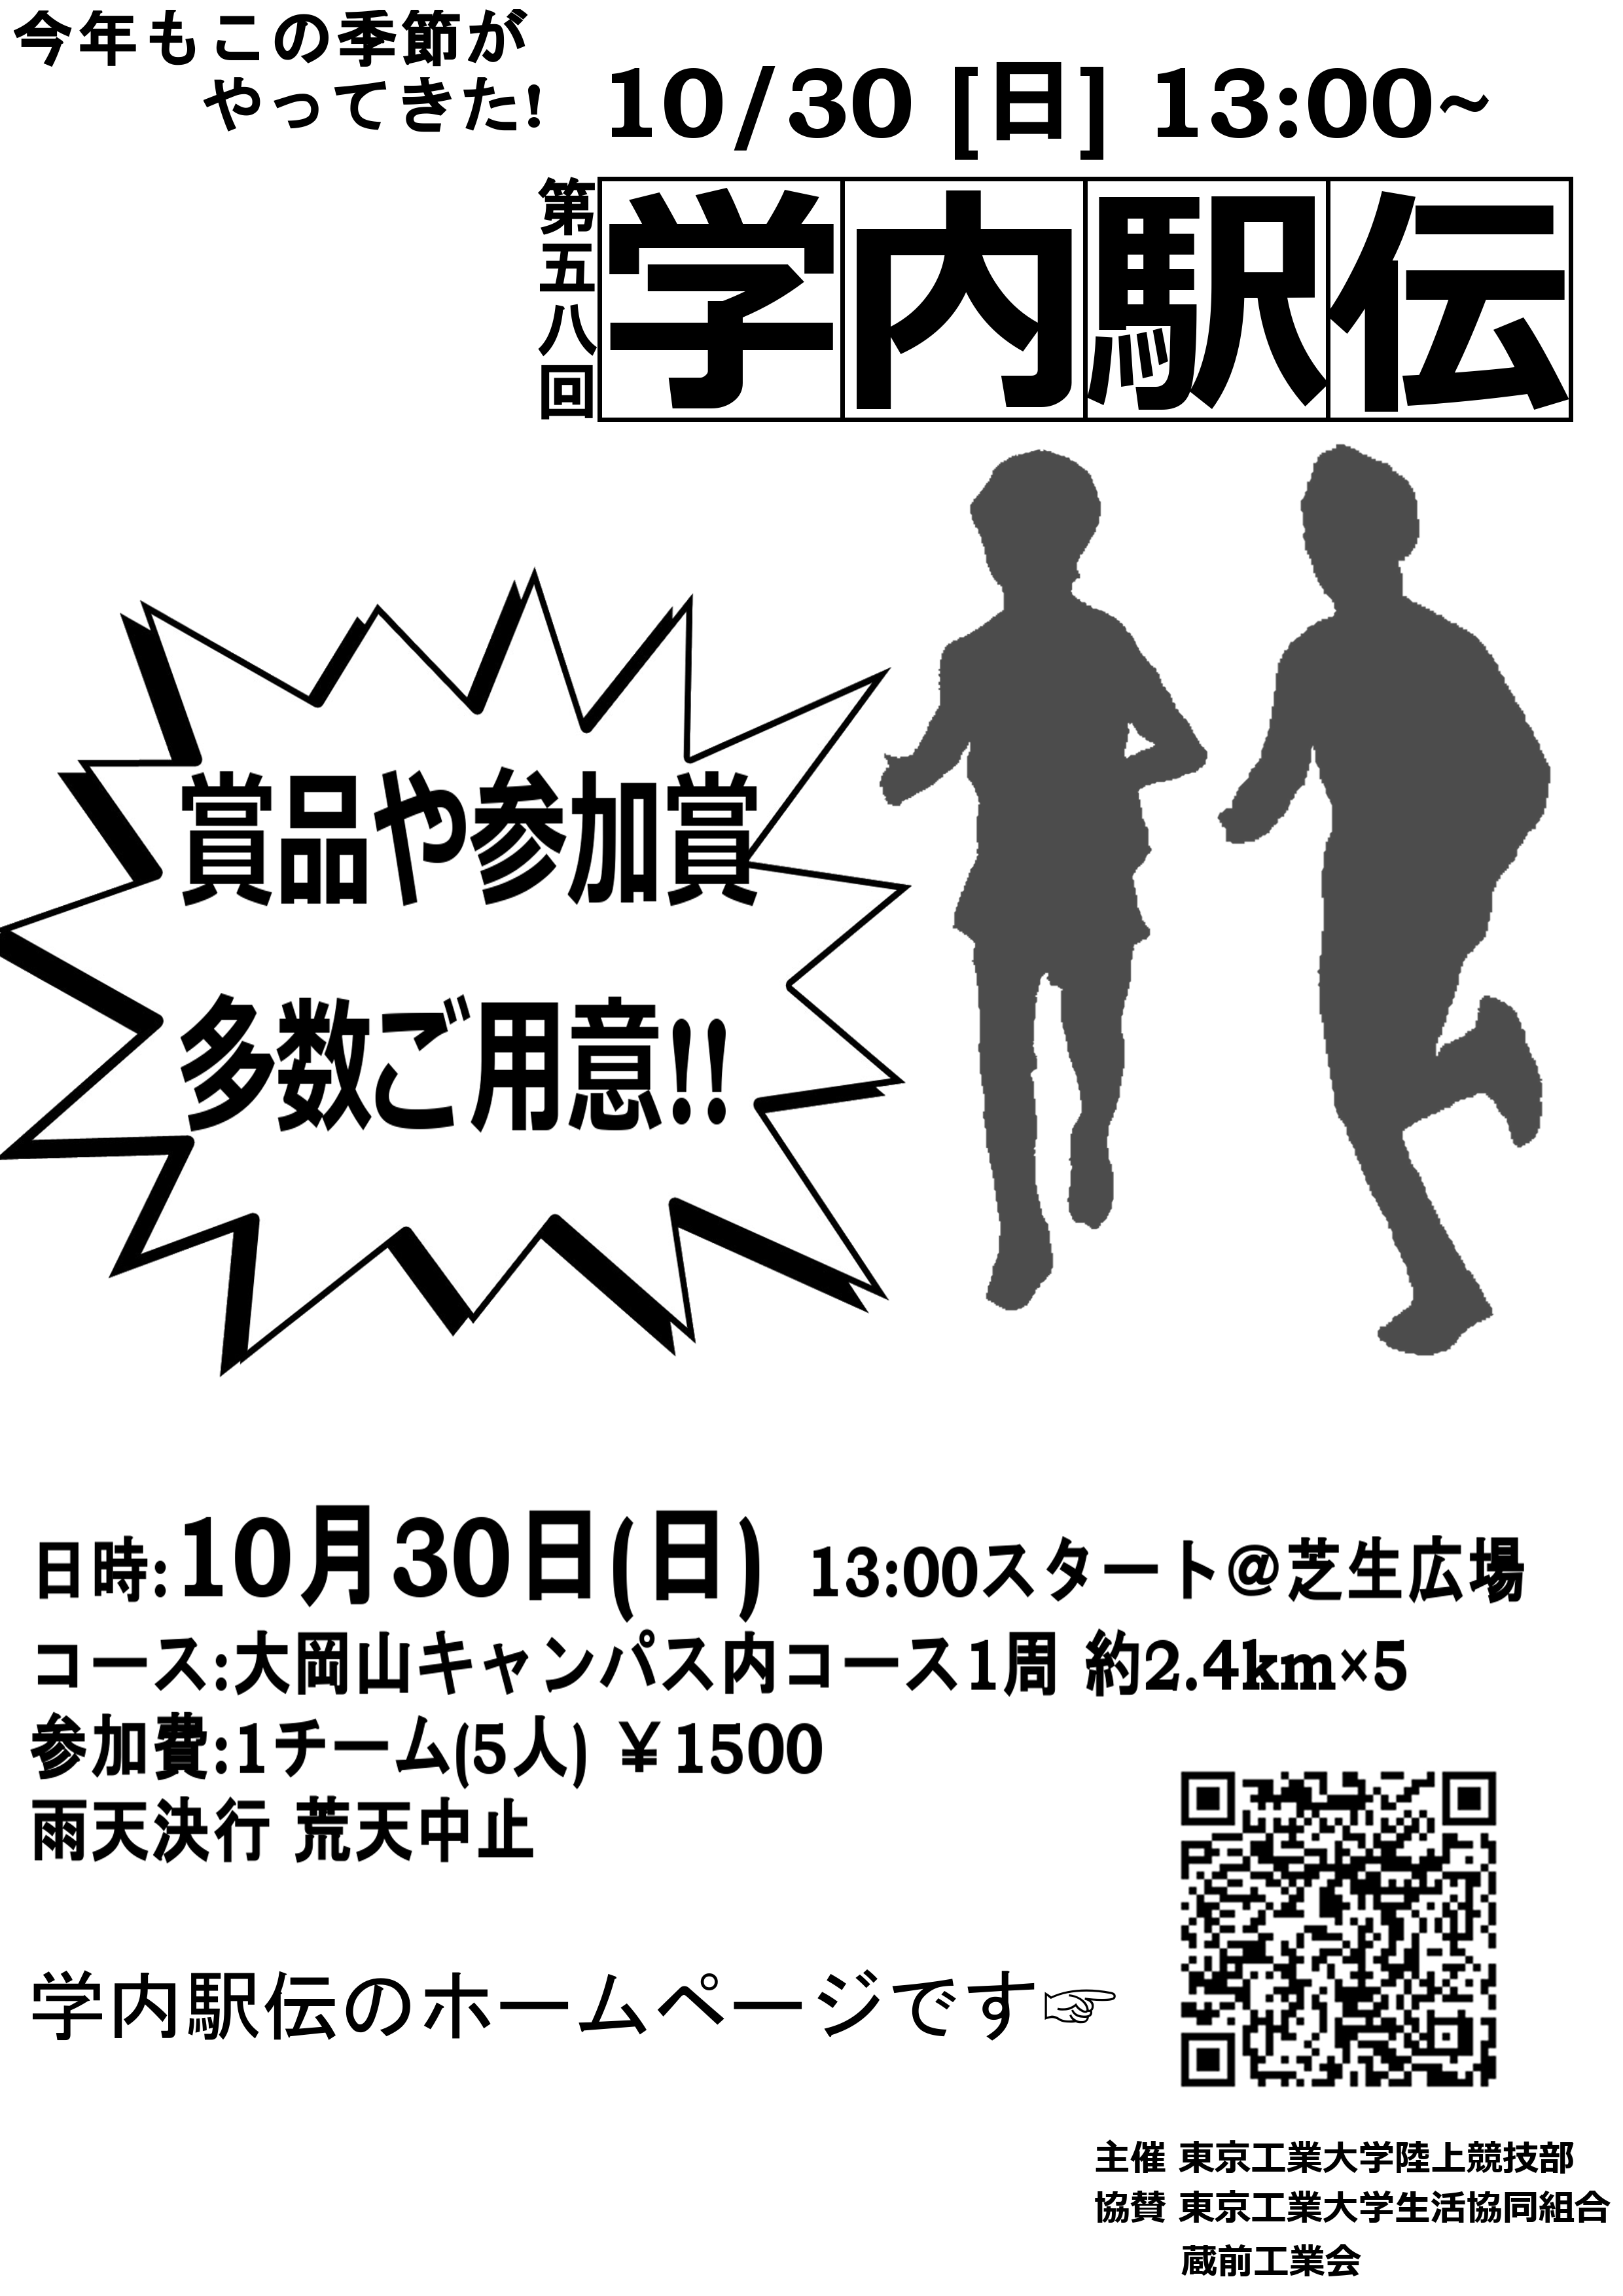 今年もこの季節が
やってきた!
10/30 [日] 13:00~
第五八回
学内駅伝
賞品や参加賞
多数ご用意!!
日時:10月30日(日) 13:00スタート@芝生広場
コース:大岡山キャンパス内コース1周 約2.4km×5
参加費:1チーム(5人) ￥1500
雨天決行 荒天中止
学内駅伝のホームページです☞
主催 東京工業大学陸上競技部
協賛 東京工業大学生活協同組合
蔵前工業会